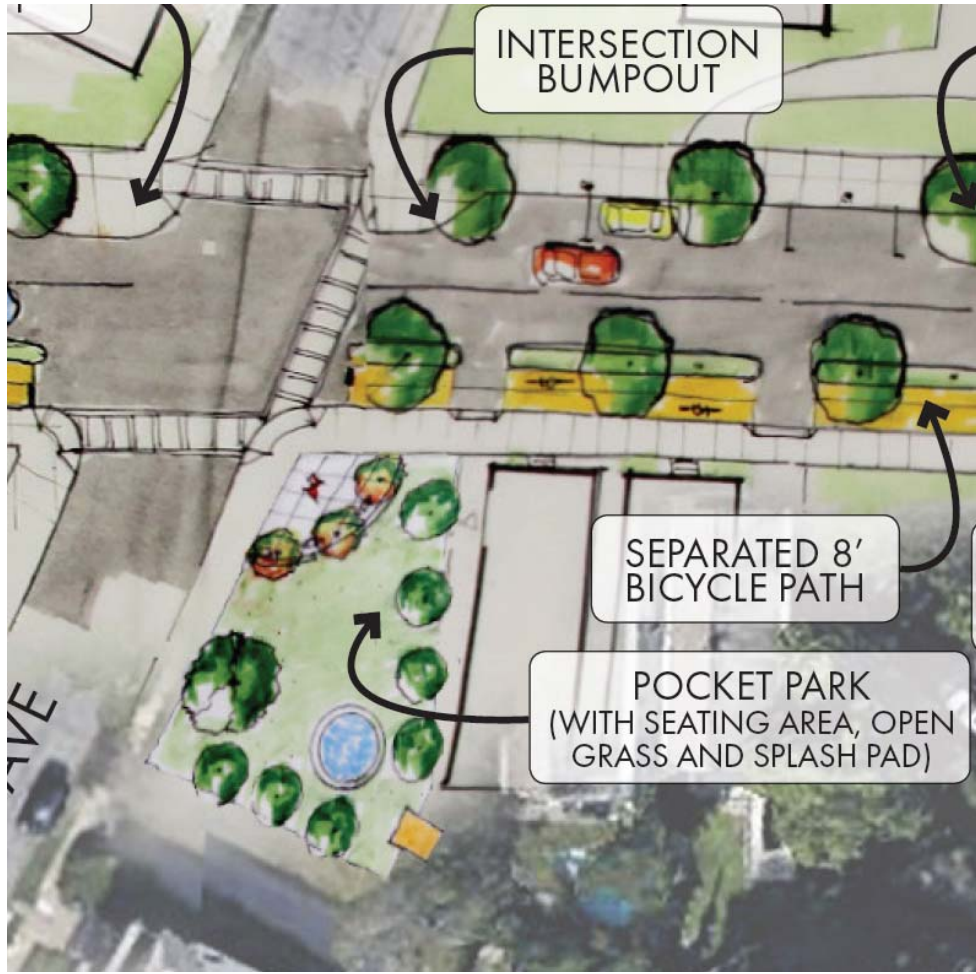 INTERSECTION
BUMPOUT
SEPARATED 8'
BICYCLE PATH
POCKET PARK
(WITH SEATING AREA, OPEN
GRASS AND SPLASH PAD)
AVE